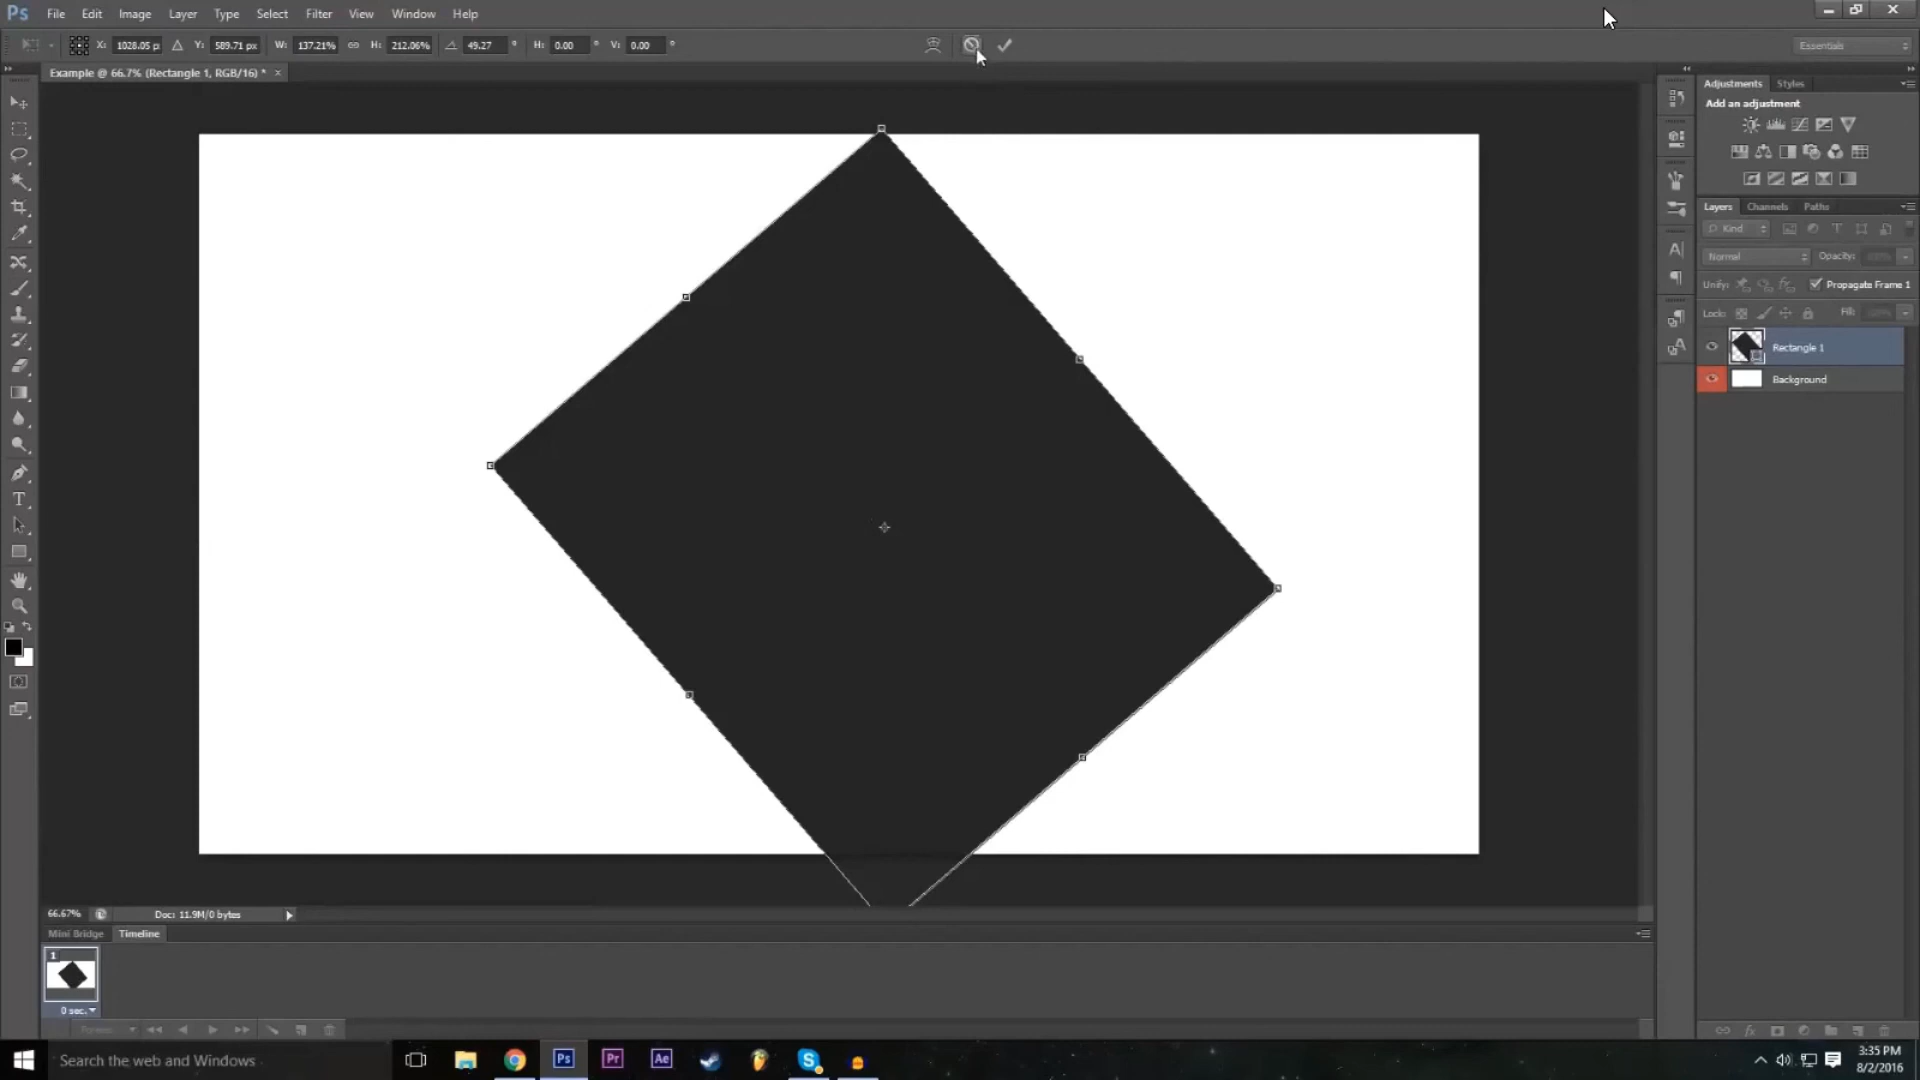 Ps File Edit Image Layer Type Select Filter View Window Help
X: 1028.05 p Y: 589.71 px W: 137.21% H: 212.06% 49.27 ° H: 0.00 ° V: 0.00 °
Essentials
Example @ 66.7% (Rectangle 1, RGB/16) * ×
Adjustments Styles
Add an adjustment
Layers Channels Paths
Kind
Normal Opacity:
Unify: Propagate Frame 1
Lock: Fill:
Rectangle 1
Background
66.67% Doc: 11.9M/0 bytes
Mini Bridge Timeline
1
0 sec.
Forever
Search the web and Windows
Ps Pr Ae
3:35 PM
8/2/2016